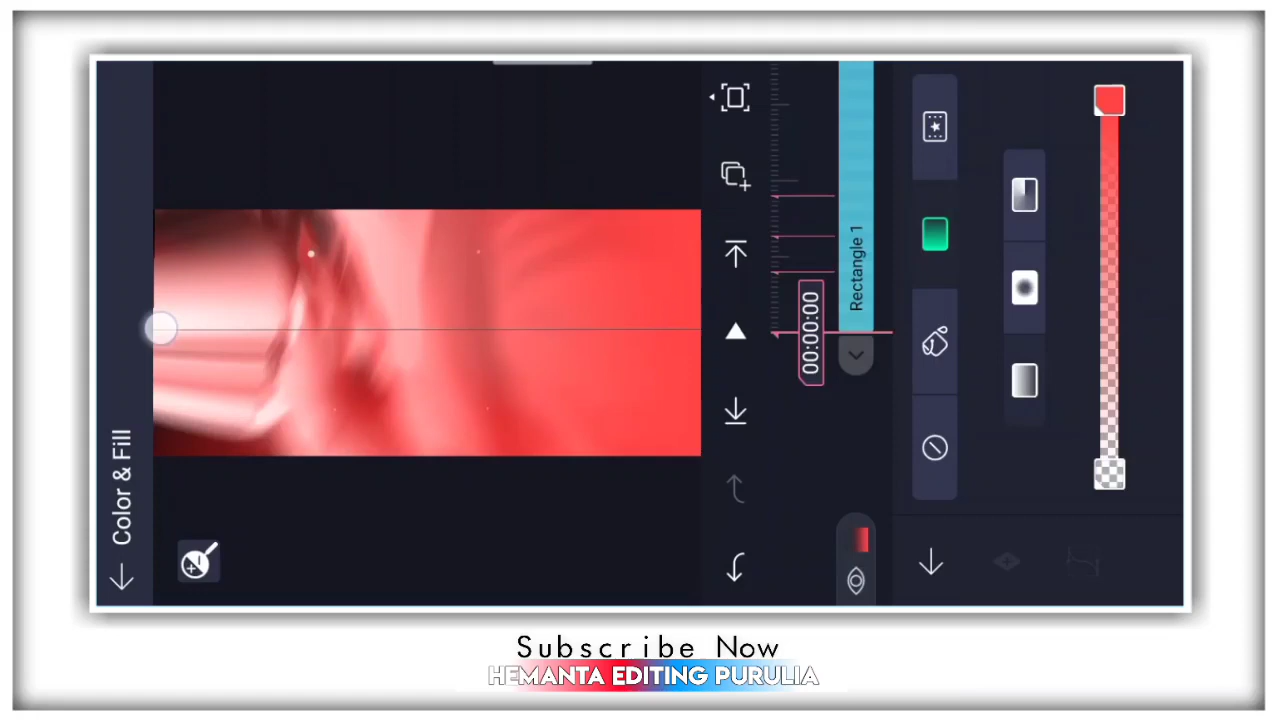 Color & Fill
00:00:00
Rectangle 1
Subscribe Now
HEMANTA EDITING PURULIA